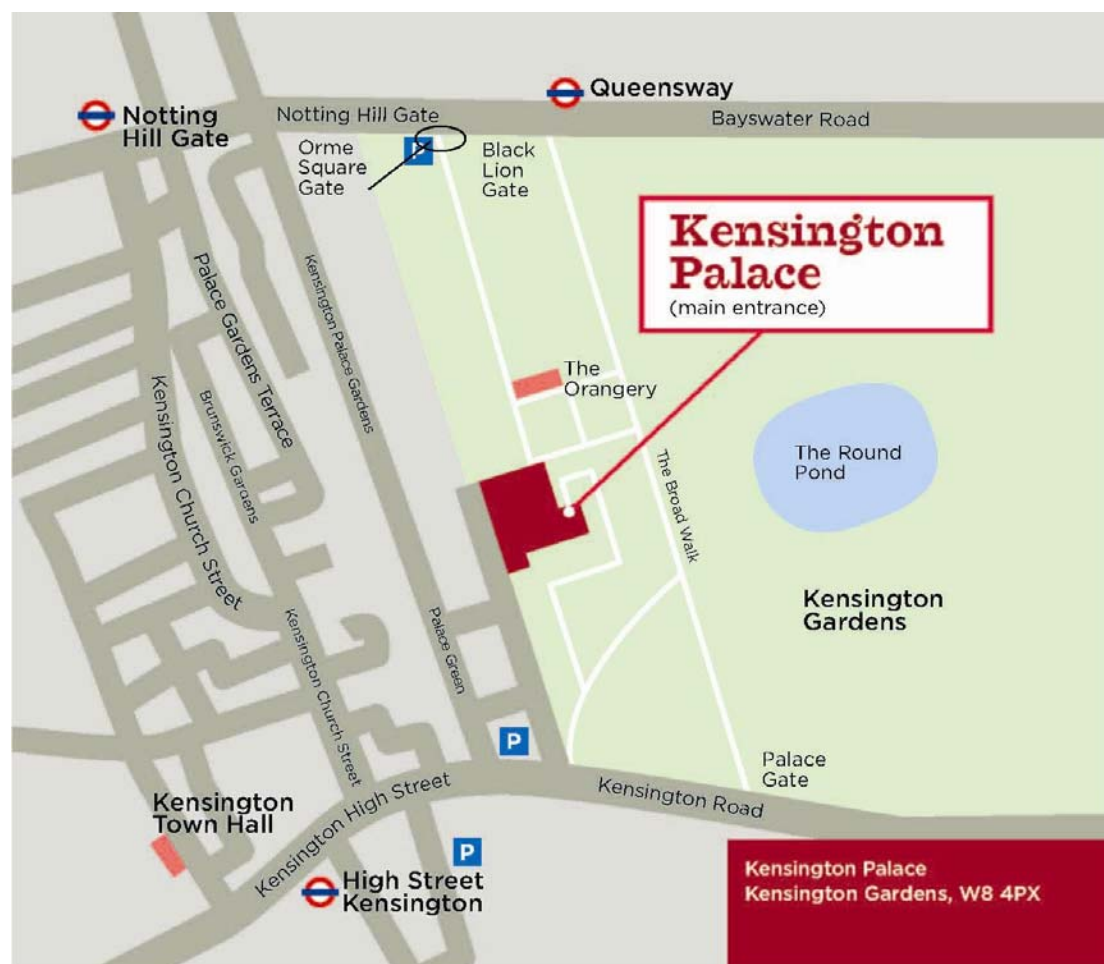 Queensway
Notting
Hill Gate
Notting Hill Gate
Bayswater Road
P
Orme
Square
Gate
Black
Lion
Gate
Kensington
Palace
(main entrance)
Palace Gardens Terrace
Kensington Palace Gardens
The
Orangery
Kensington Church Street
Brunswick Gardens
The Broad Walk
The Round
Pond
Kensington
Gardens
Kensington Church Street
Palace Green
P
Palace
Gate
Kensington Road
Kensington
Town Hall
Kensington High Street
P
High Street
Kensington
Kensington Palace
Kensington Gardens, W8 4PX